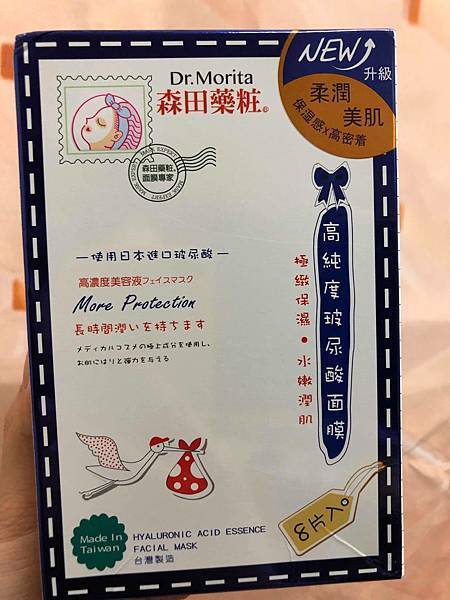 NEW
升級
柔潤
美肌
保湿感×高密着
Dr.Morita
森田藥粧®
MASK EXPERT
森田藥粧
面膜專家
高純度玻尿酸面膜
極緻保濕•水嫩潤肌
—使用日本進口玻尿酸—
高濃度美容液フェイスマスク
More Protection
長時間潤いを持ちます
メディカルコスメの極上成分を使用し、
お肌にはりと弾力を与える
8片入。
Made In
Taiwan
HYALURONIC ACID ESSENCE
FACIAL MASK
台灣製造